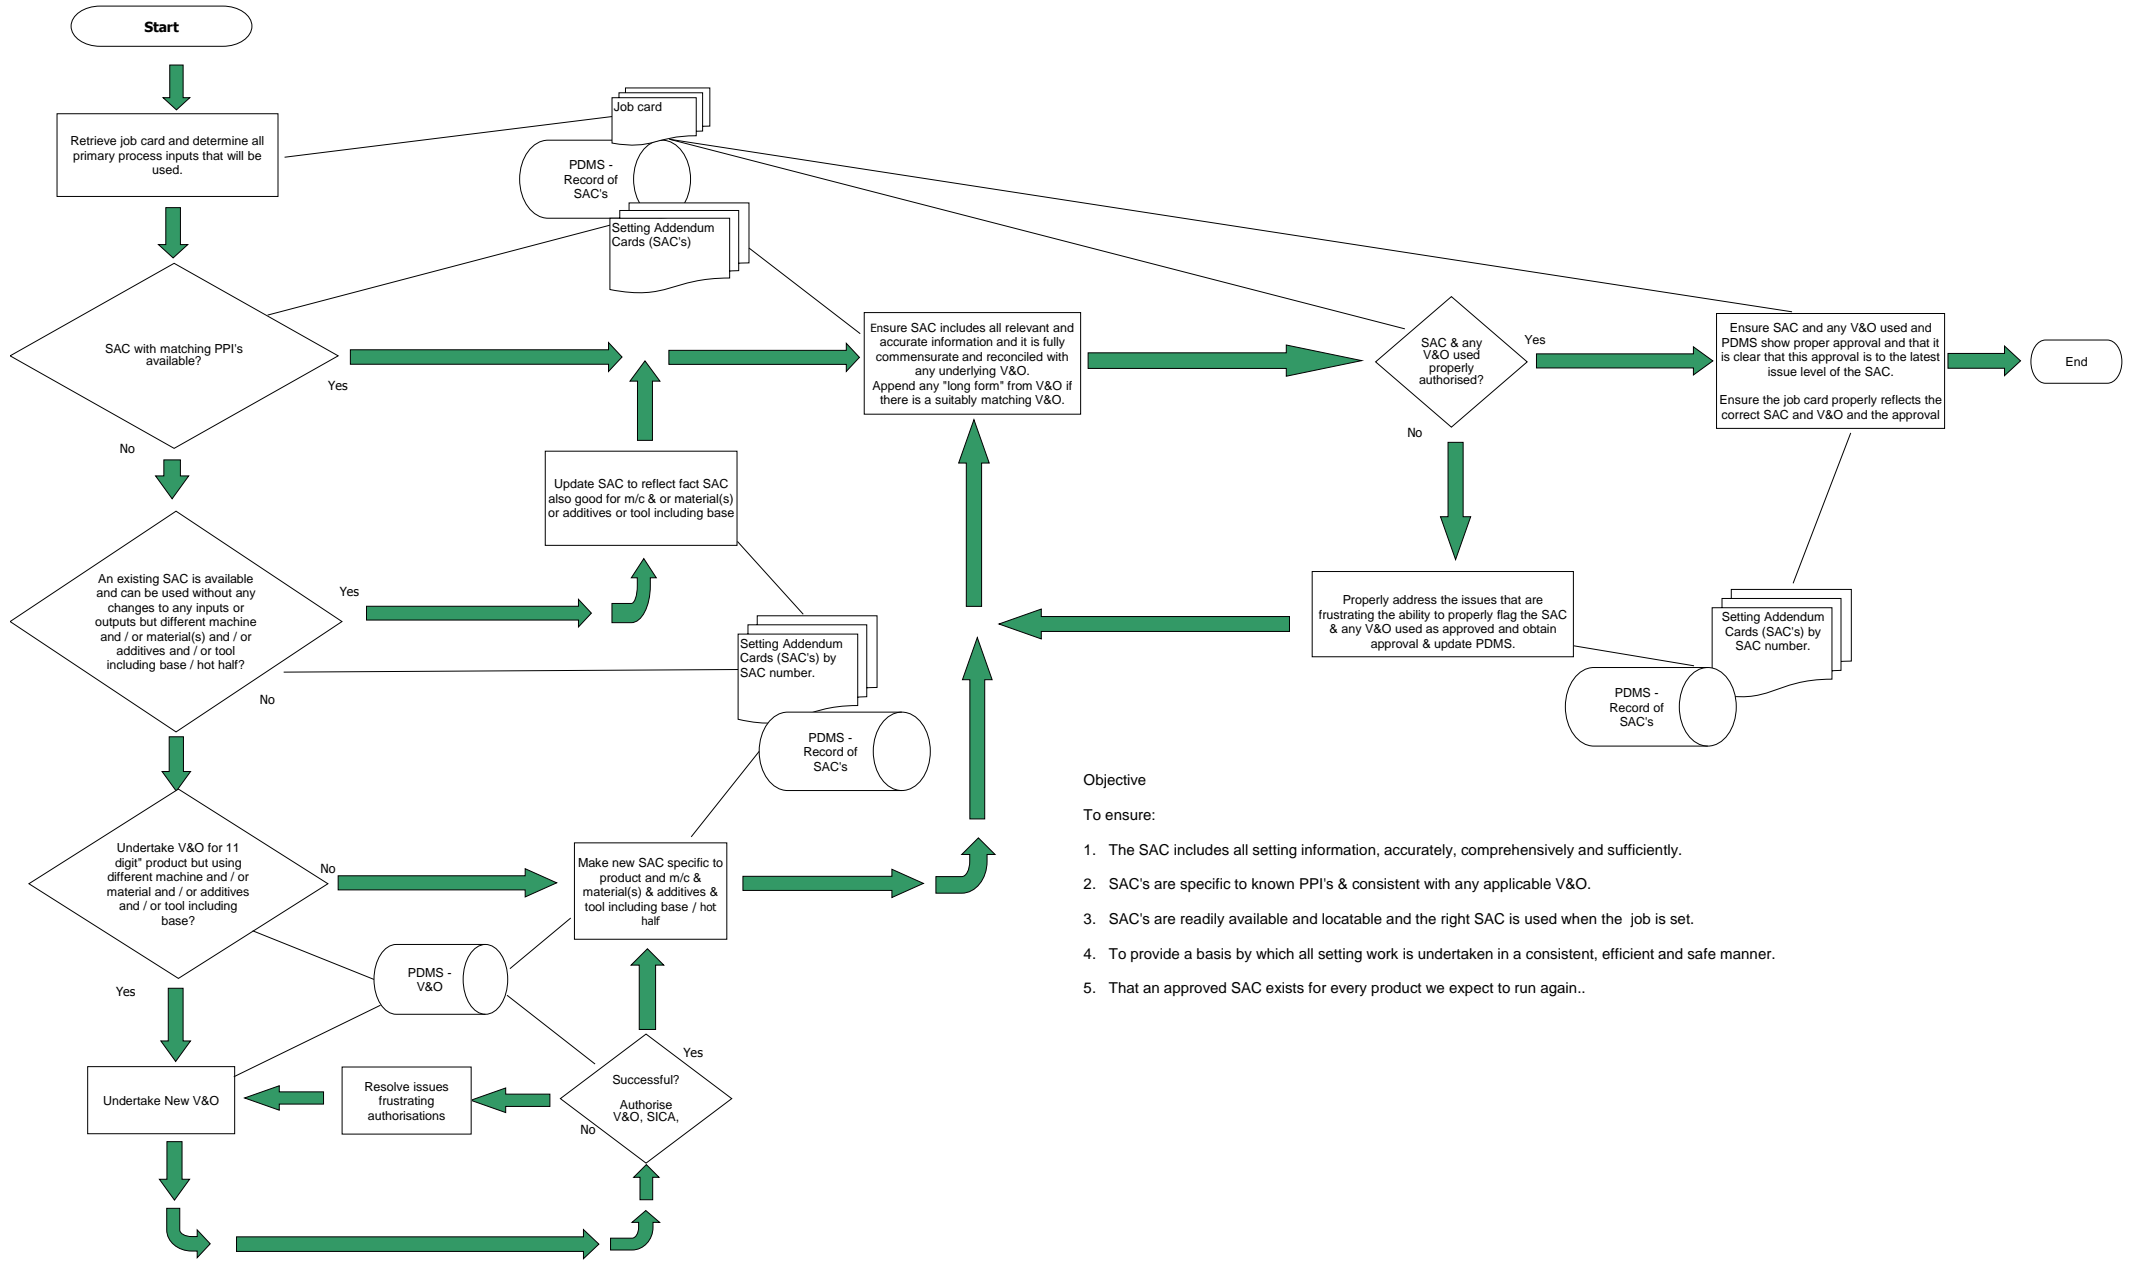 Start
Retrieve job card and determine all
primary process inputs that will be
used.
Job card
PDMS -
Record of
SAC's
Setting Addendum
Cards (SAC's)
SAC with matching PPI's
available?
Yes
No
Ensure SAC includes all relevant and
accurate information and it is fully
commensurate and reconciled with
any underlying V&O.
Append any "long form" from V&O if
there is a suitably matching V&O.
SAC & any
V&O used
properly
authorised?
Yes
No
Ensure SAC and any V&O used and
PDMS show proper approval and that it
is clear that this approval is to the latest
issue level of the SAC.
Ensure the job card properly reflects the
correct SAC and V&O and the approval
End
Update SAC to reflect fact SAC
also good for m/c & or material(s)
or additives or tool including base
An existing SAC is available
and can be used without any
changes to any inputs or
outputs but different machine
and / or material(s) and / or
additives and / or tool
including base / hot half?
Yes
No
Setting Addendum
Cards (SAC's) by
SAC number.
PDMS -
Record of
SAC's
Properly address the issues that are
frustrating the ability to properly flag the SAC
& any V&O used as approved and obtain
approval & update PDMS.
Setting Addendum
Cards (SAC's) by
SAC number.
PDMS -
Record of
SAC's
Undertake V&O for 11
digit" product but using
different machine and / or
material and / or additives
and / or tool including
base?
No
Yes
Make new SAC specific to
product and m/c &
material(s) & additives &
tool including base / hot
half
PDMS -
V&O
Undertake New V&O
Resolve issues
frustrating
authorisations
Successful?
Authorise
V&O, SICA,
Yes
No
Objective
To ensure:
1. The SAC includes all setting information, accurately, comprehensively and sufficiently.
2. SAC's are specific to known PPI's & consistent with any applicable V&O.
3. SAC's are readily available and locatable and the right SAC is used when the job is set.
4. To provide a basis by which all setting work is undertaken in a consistent, efficient and safe manner.
5. That an approved SAC exists for every product we expect to run again..